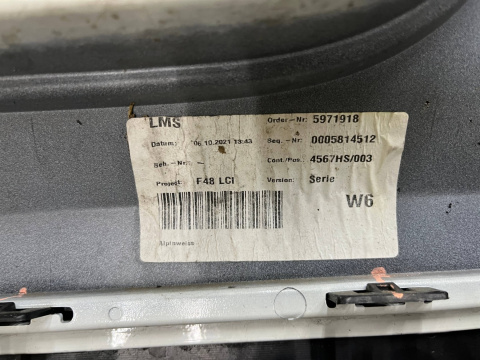 LMS Order-Nr: 5971918
Datum: 06.10.2021 13:43 Seq.-Nr: 0005814512
Beh.-Nr: - Cont./Pos.: 4567HS/003
Project: F48 LCI Version: Serie
W6
Alpinweiss